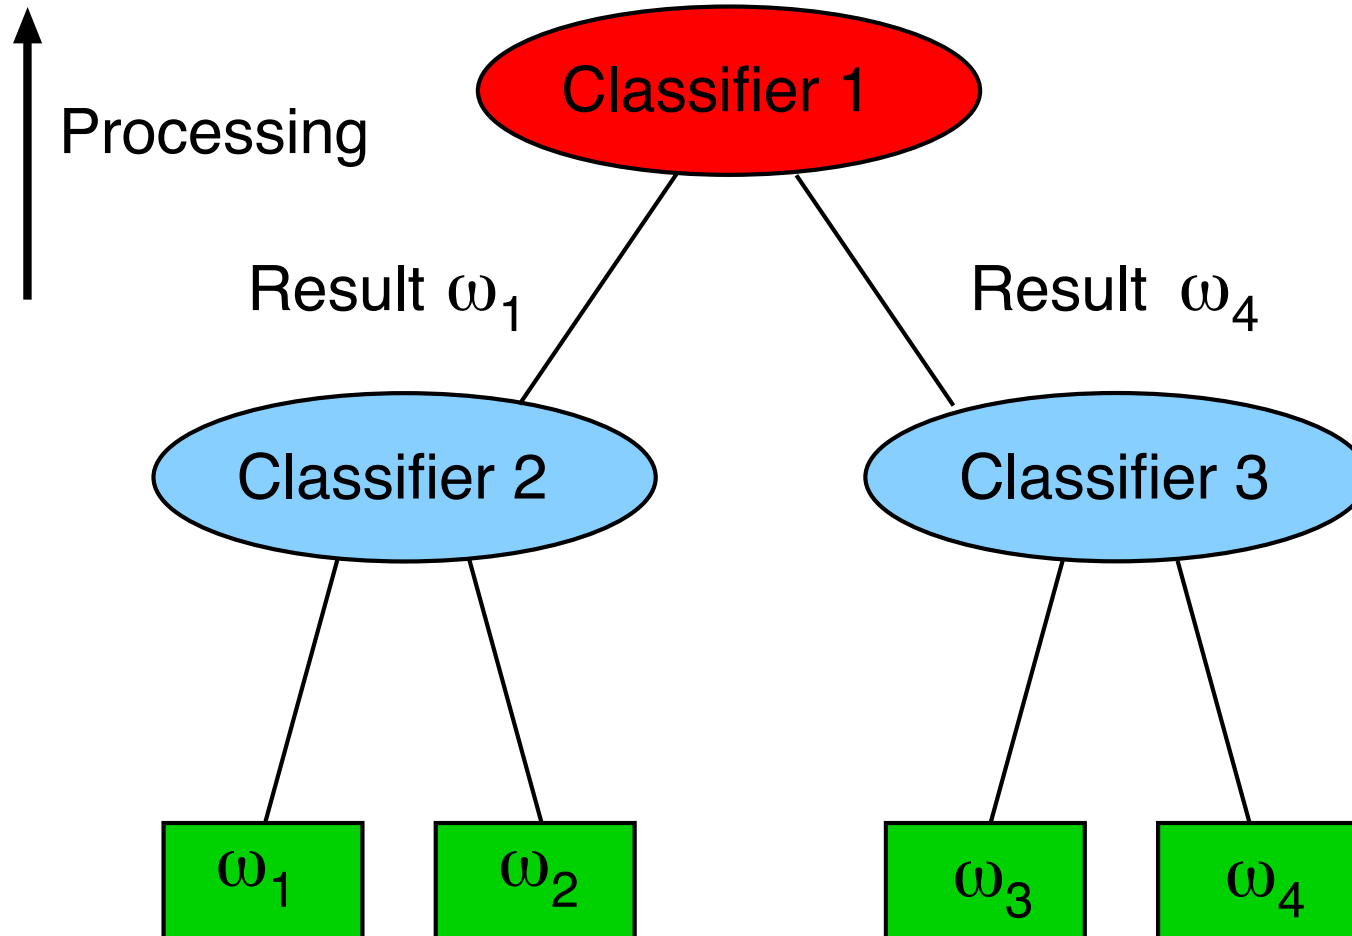 Classifier 1
Processing
Result ω₁
Result ω₄
Classifier 2
Classifier 3
ω₁
ω₂
ω₃
ω₄